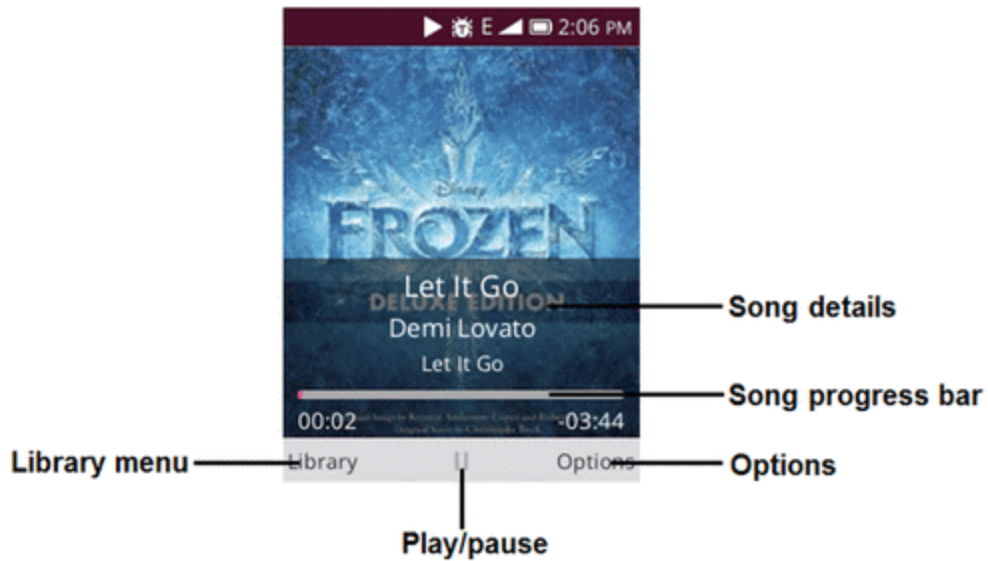 E 2:06 PM
Disney
FROZEN
Let It Go
DELUXE EDITION
Song details
Demi Lovato
Let It Go
Song progress bar
00:02 -03:44
Library menu Library Options Options
Play/pause